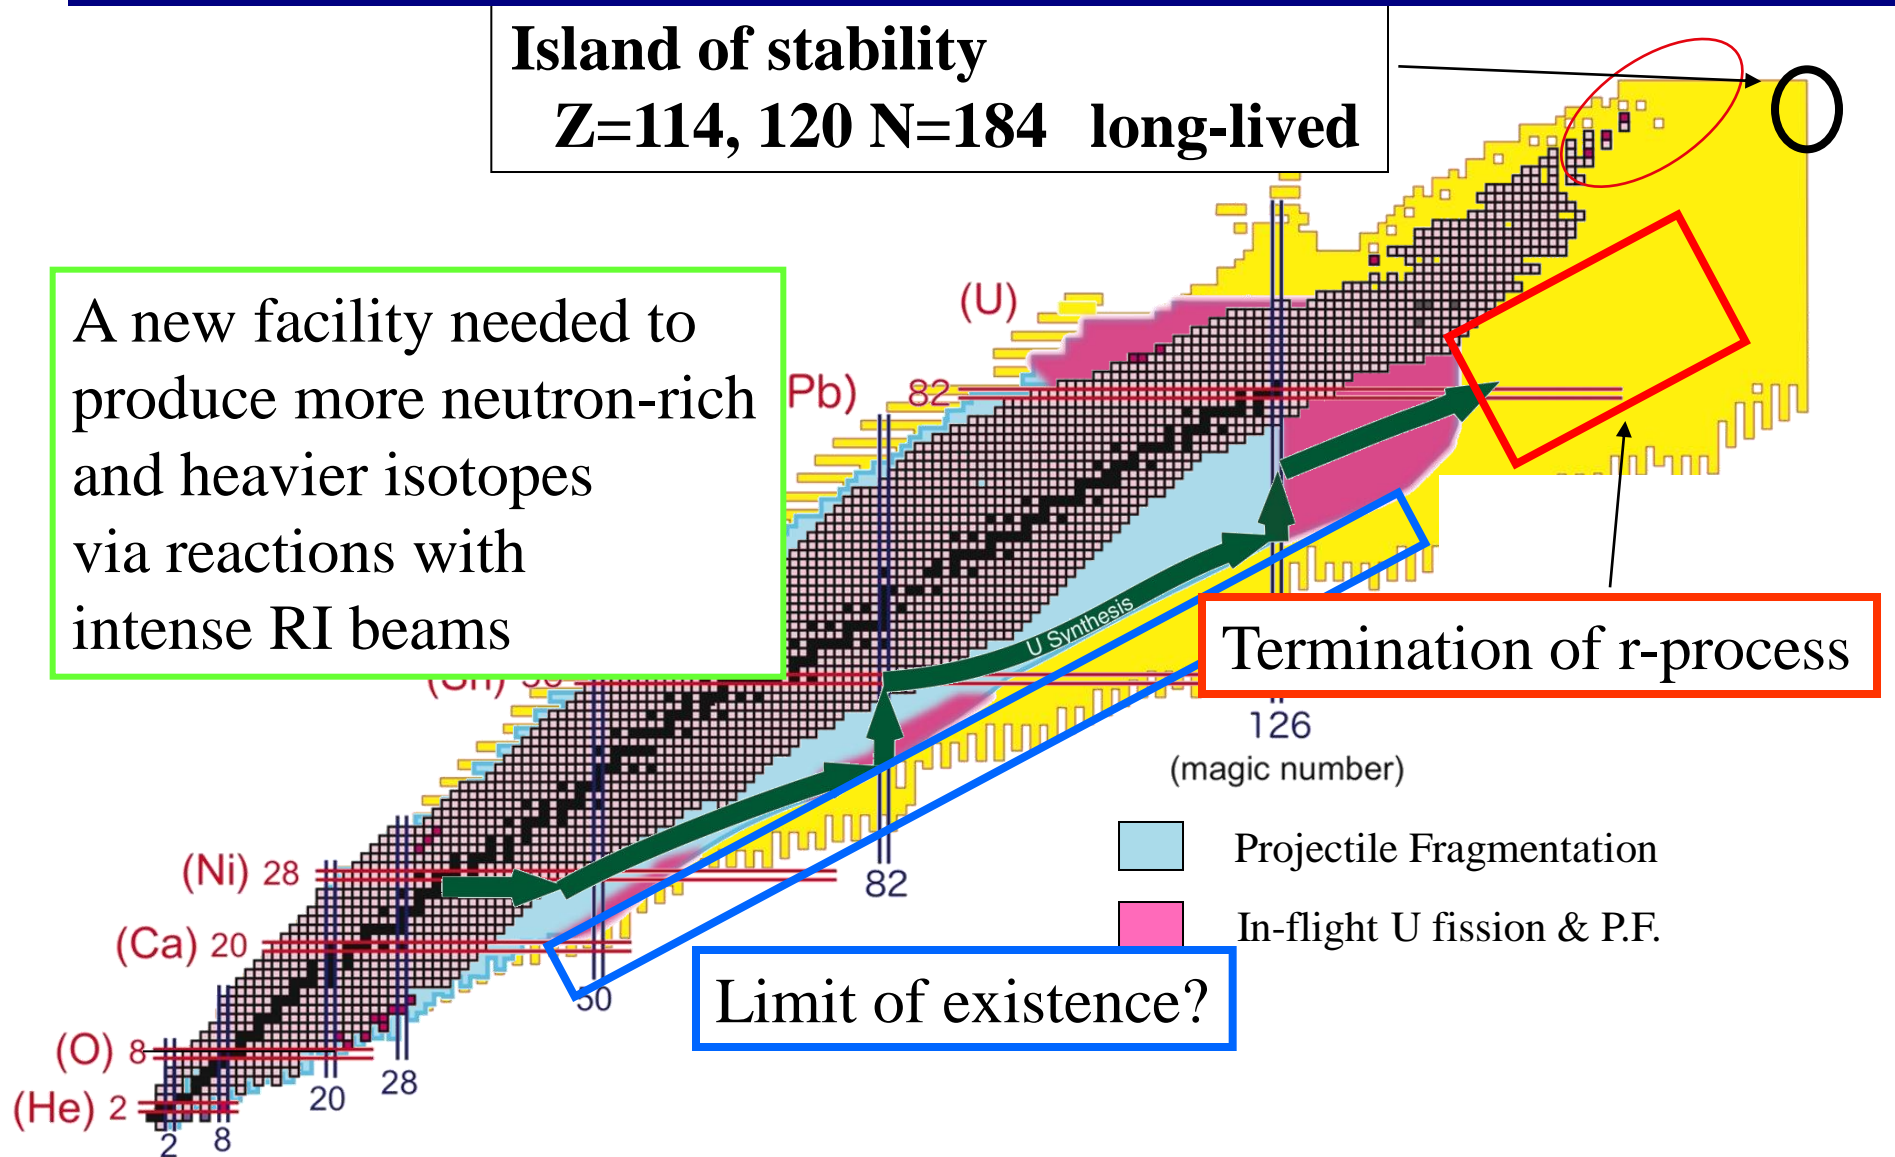 Island of stability
Z=114, 120 N=184 long-lived
A new facility needed to
produce more neutron-rich
and heavier isotopes
via reactions with
intense RI beams
(U)
Pb) 82
U Synthesis
Termination of r-process
126
(magic number)
Projectile Fragmentation
In-flight U fission & P.F.
(Ni) 28
82
(Ca) 20
Limit of existence?
50
(O) 8
28
20
(He) 2
8
2